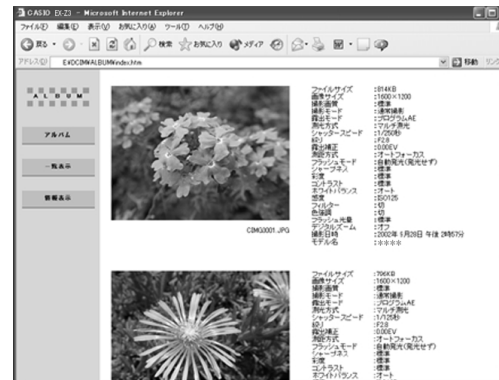 CASIO EX-Z3 - Microsoft Internet Explorer
ファイル(F) 編集(E) 表示(V) お気に入り(A) ツール(T) ヘルプ(H)
戻る 検索 お気に入り メディア
アドレス(D) E:¥DCIM¥ALBUM¥index.htm 移動
ALBUM
アルバム
一覧表示
情報表示
ファイルサイズ :814KB
画像サイズ :1600×1200
撮影画質 :標準
撮影モード :通常撮影
露出モード :プログラムAE
測光方式 :マルチ測光
シャッタースピード :1/250秒
絞り :F2.8
露出補正 :0.00EV
測距方式 :オートフォーカス
フラッシュモード :自動発光(発光せず)
シャープネス :標準
彩度 :標準
コントラスト :標準
ホワイトバランス :オート
感度 :ISO125
フィルター :切
色強調 :切
フラッシュ光量 :標準
デジタルズーム :オフ
撮影日時 :2002年 5月28日 午後 2時57分
モデル名 :****
CIMG0001.JPG
ファイルサイズ :796KB
画像サイズ :1600×1200
撮影画質 :標準
撮影モード :通常撮影
露出モード :プログラムAE
測光方式 :マルチ測光
シャッタースピード :1/125秒
絞り :F2.8
露出補正 :0.00EV
測距方式 :オートフォーカス
フラッシュモード :自動発光(発光せず)
シャープネス :標準
彩度 :標準
コントラスト :標準
ホワイトバランス :オート